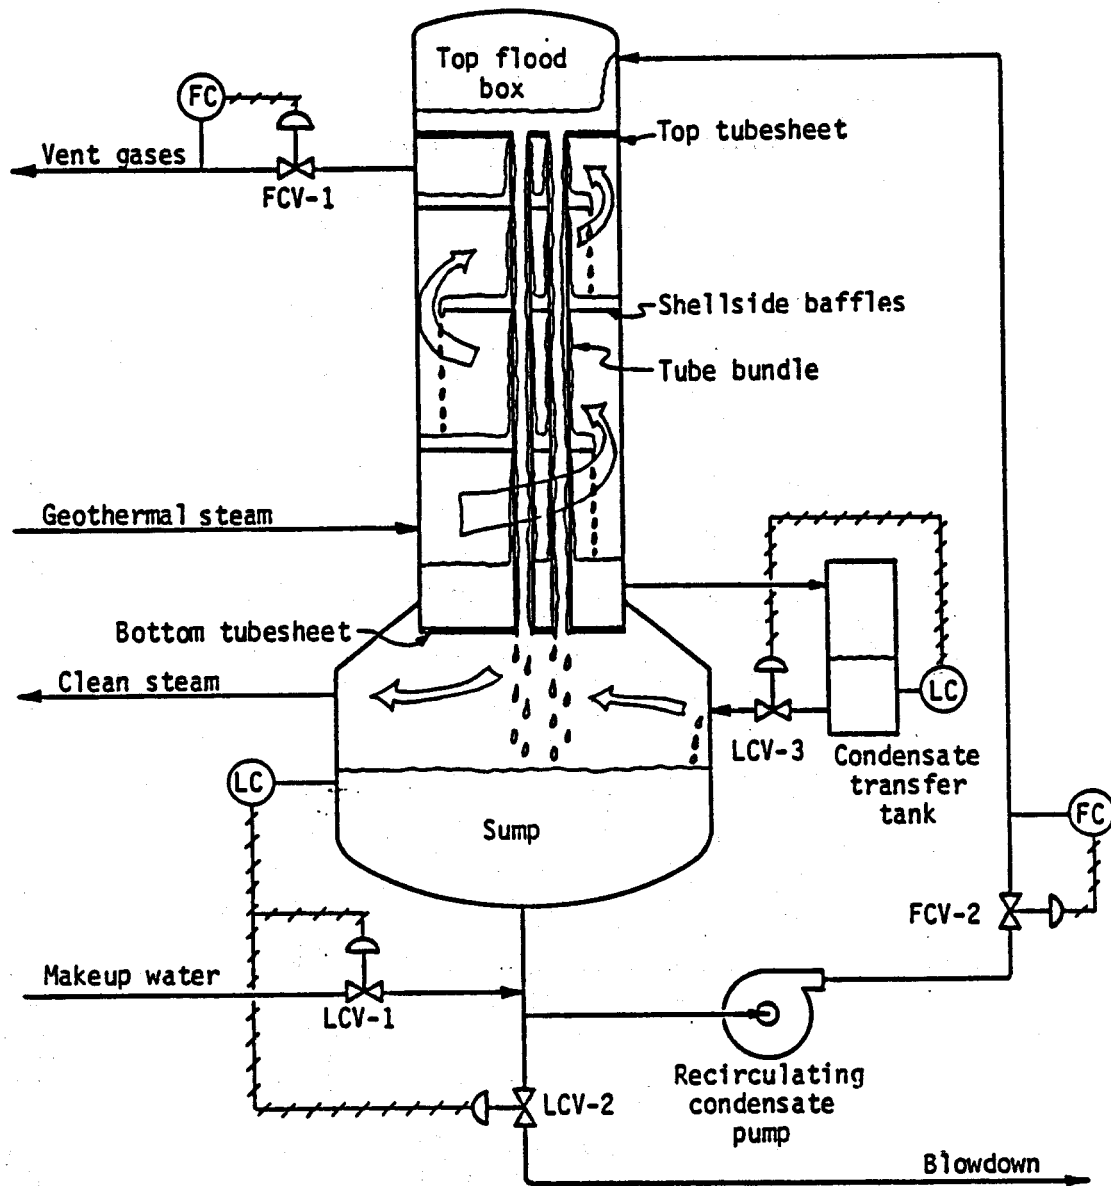 Top flood
box
FC
Top tubesheet
Vent gases
FCV-1
Shellside baffles
Tube bundle
Geothermal steam
Bottom tubesheet
Clean steam
LC
LCV-3
Condensate
transfer
tank
LC
FC
Sump
FCV-2
Makeup water
LCV-1
Recirculating
condensate
pump
LCV-2
Blowdown